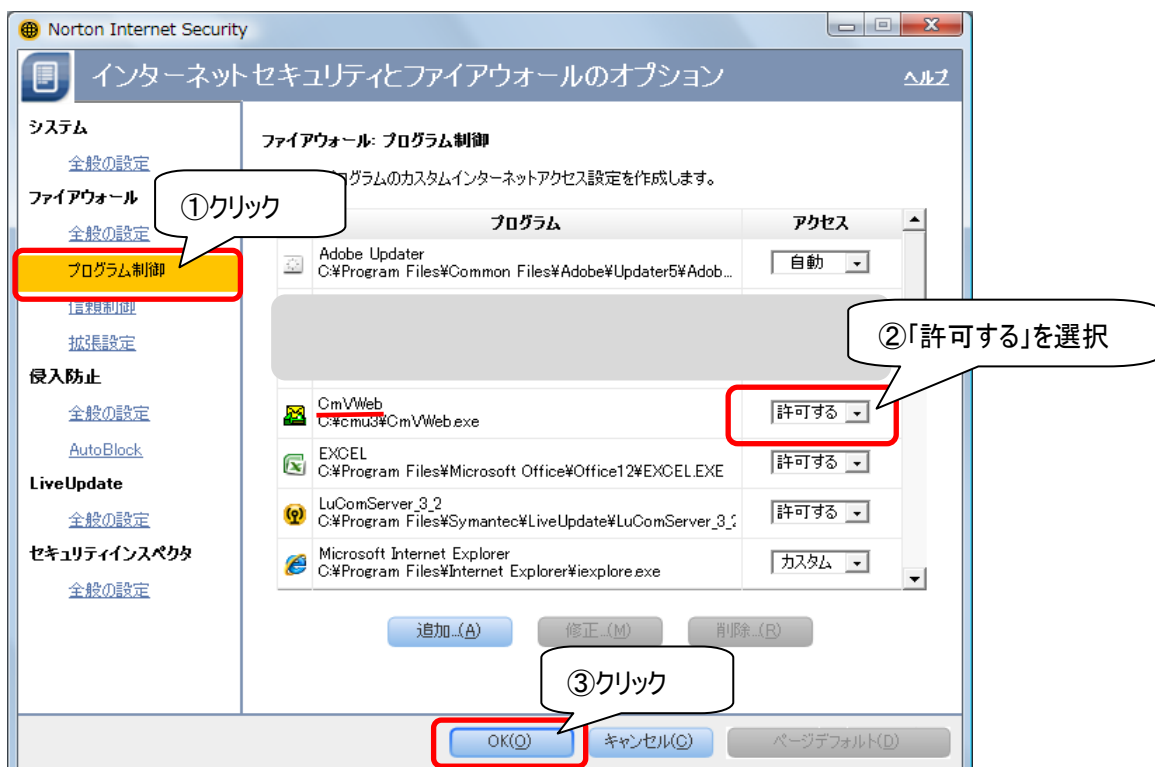 Norton Internet Security
インターネットセキュリティとファイアウォールのオプション
ヘルプ
システム
全般の設定
ファイアウォール
全般の設定
プログラム制御
信頼制御
拡張設定
侵入防止
全般の設定
AutoBlock
LiveUpdate
全般の設定
セキュリティインスペクタ
全般の設定
①クリック
ファイアウォール: プログラム制御
プログラムのカスタムインターネットアクセス設定を作成します。
プログラム アクセス
Adobe Updater
C:¥Program Files¥Common Files¥Adobe¥Updater5¥Adob...
自動
②「許可する」を選択
CmVWeb
C:¥cmu3¥CmVWeb.exe
許可する
EXCEL
C:¥Program Files¥Microsoft Office¥Office12¥EXCEL.EXE
許可する
LuComServer_3_2
C:¥Program Files¥Symantec¥LiveUpdate¥LuComServer_3_2
許可する
Microsoft Internet Explorer
C:¥Program Files¥Internet Explorer¥iexplore.exe
カスタム
追加...(A) 修正...(M) 削除...(R)
③クリック
OK(O) キャンセル(C) ページデフォルト(D)